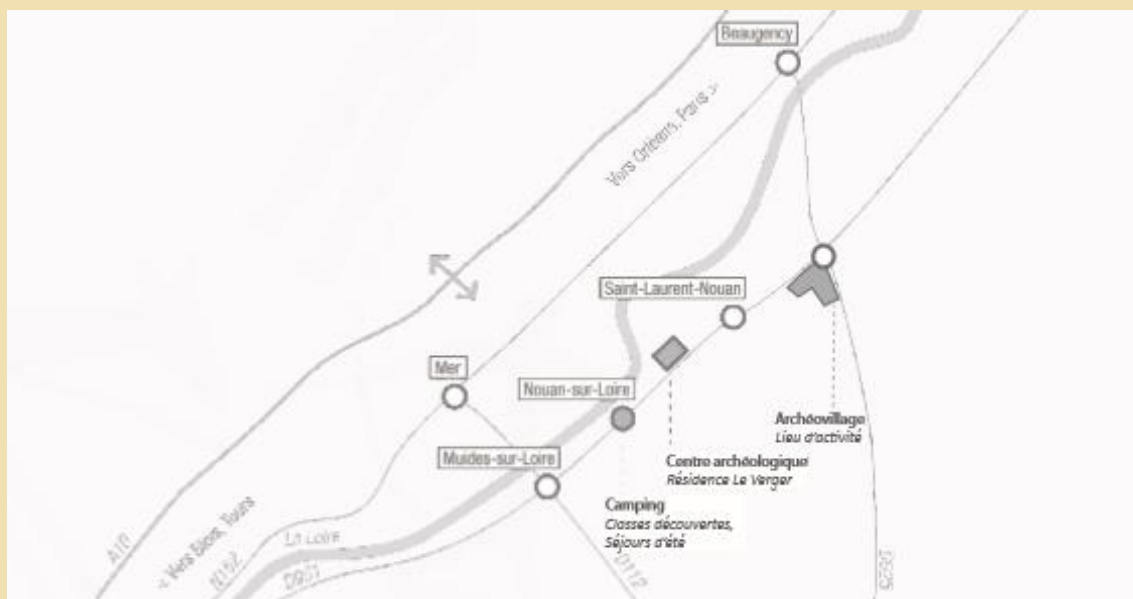 Beaugency
Vers Orléans, Paris >
Saint-Laurent-Nouan
Mer
Nouan-sur-Loire
Archéovillage
Lieu d'activité
Muides-sur-Loire
Centre archéologique
Résidence Le Verger
Camping
Classes découvertes,
Séjours d'été
A10
< Vers Blois, Tours
N152
La Loire
D951
D112
D925